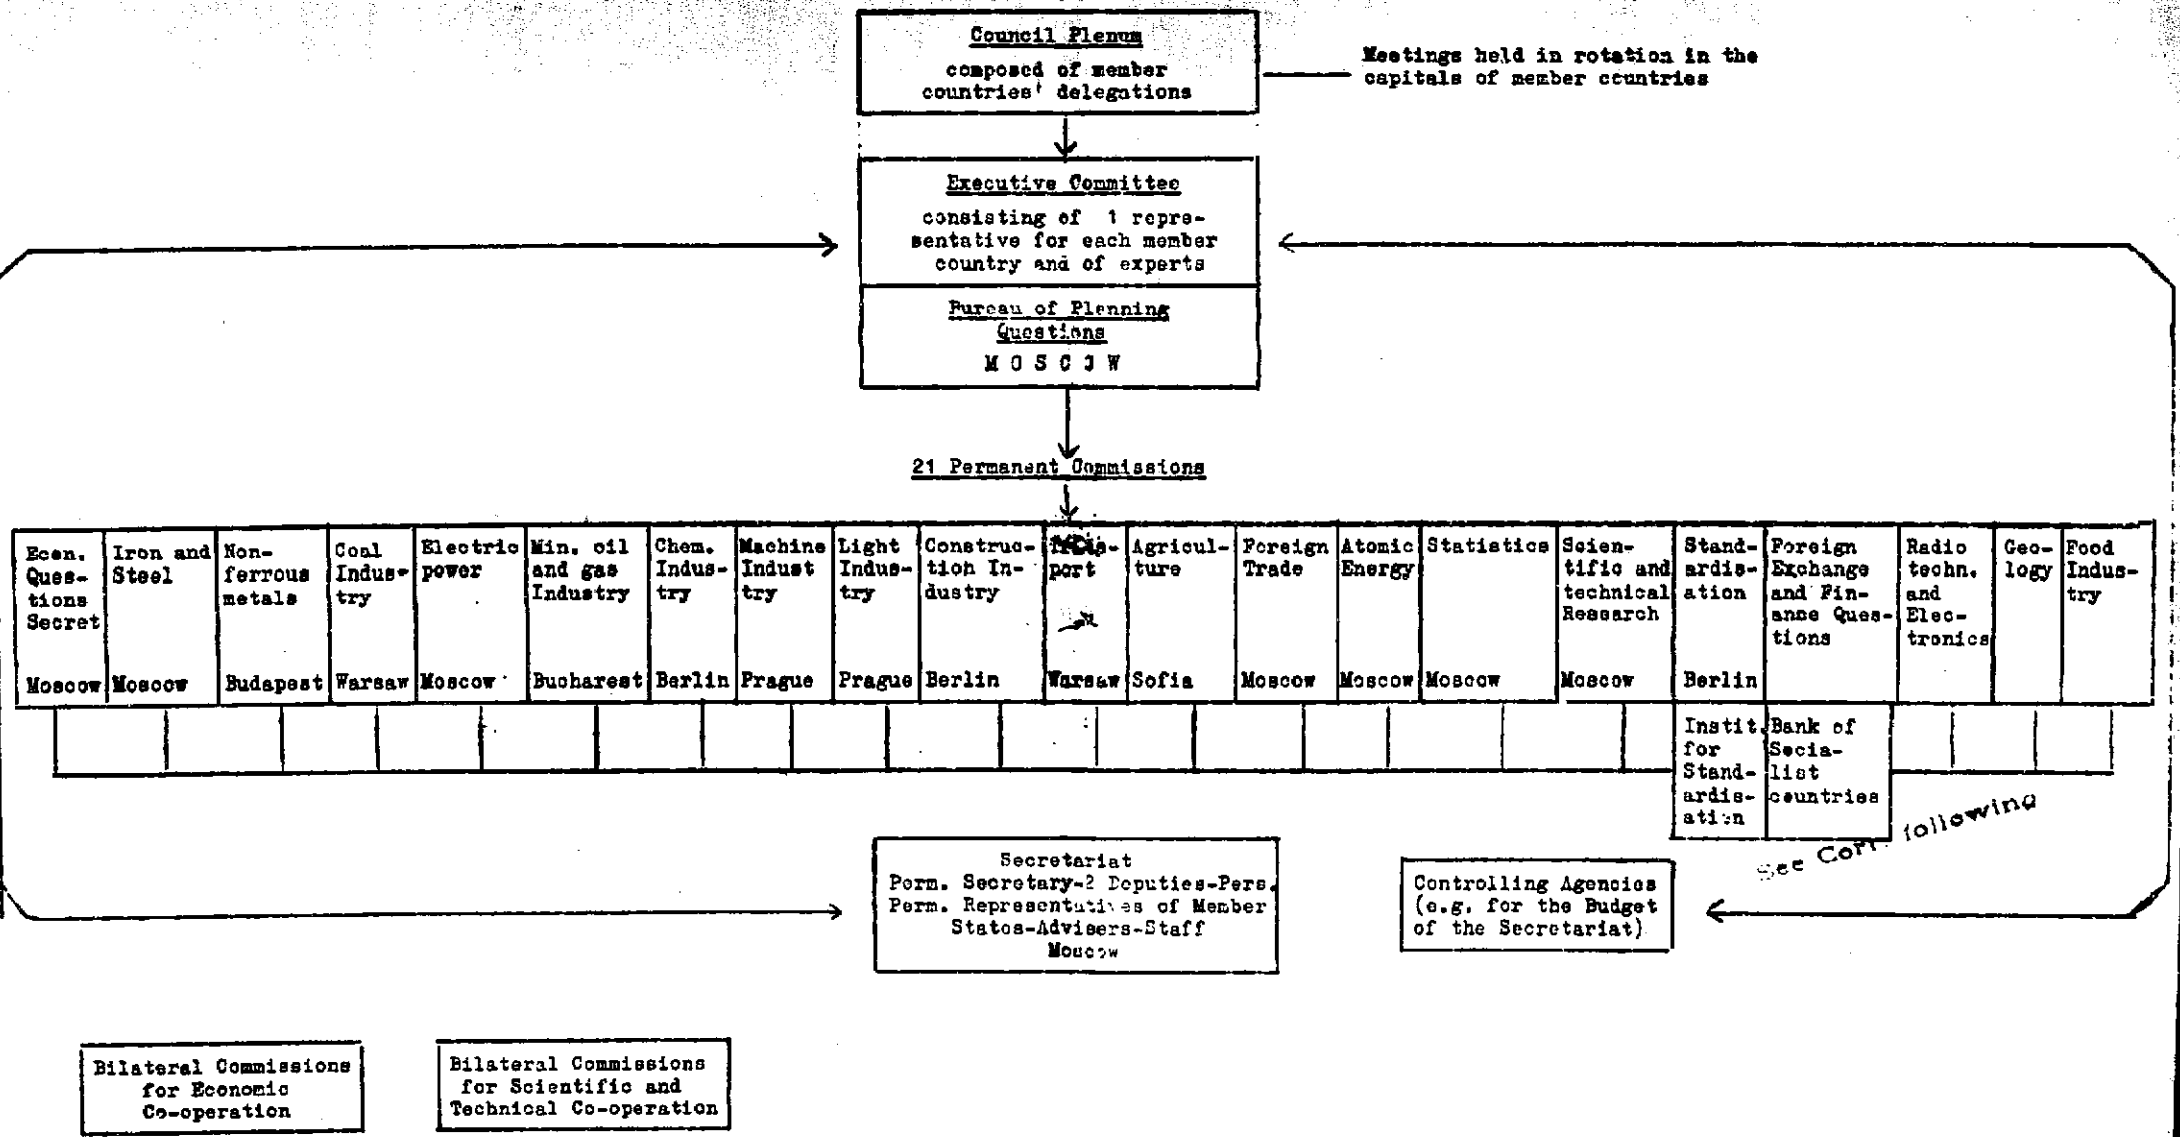 Council Plenum
composed of member
countries' delegations
Meetings held in rotation in the
capitals of member countries
Executive Committee
consisting of 1 repre-
sentative for each member
country and of experts
Bureau of Planning
Questions
M O S C O W
21 Permanent Commissions
Econ.
Ques-
tions
Secret
Moscow
Iron and
Steel
Moscow
Non-
ferrous
metals
Budapest
Coal
Indus-
try
Warsaw
Electric
power
Moscow
Min. oil
and gas
Industry
Bucharest
Chem.
Indus-
try
Berlin
Machine
Indust
try
Prague
Light
Indus-
try
Prague
Construc-
tion In-
dustry
Berlin
port
Warsaw
Agricul-
ture
Sofia
Foreign
Trade
Moscow
Atomic
Energy
Moscow
Statistics
Moscow
Scien-
tific and
technical
Research
Moscow
Stand-
ardis-
ation
Berlin
Foreign
Exchange
and Fin-
anse Ques-
tions
Radio
techn.
and
Elec-
tronics
Geo-
logy
Food
Indus-
try
Instit.
for
Stand-
ardis-
ation
Bank of
Socia-
list
countries
See Corr. following
Secretariat
Perm. Secretary-2 Deputies-Pers.
Perm. Representatives of Member
States-Advisers-Staff
Moscow
Controlling Agencies
(e.g. for the Budget
of the Secretariat)
Bilateral Commissions
for Economic
Co-operation
Bilateral Commissions
for Scientific and
Technical Co-operation